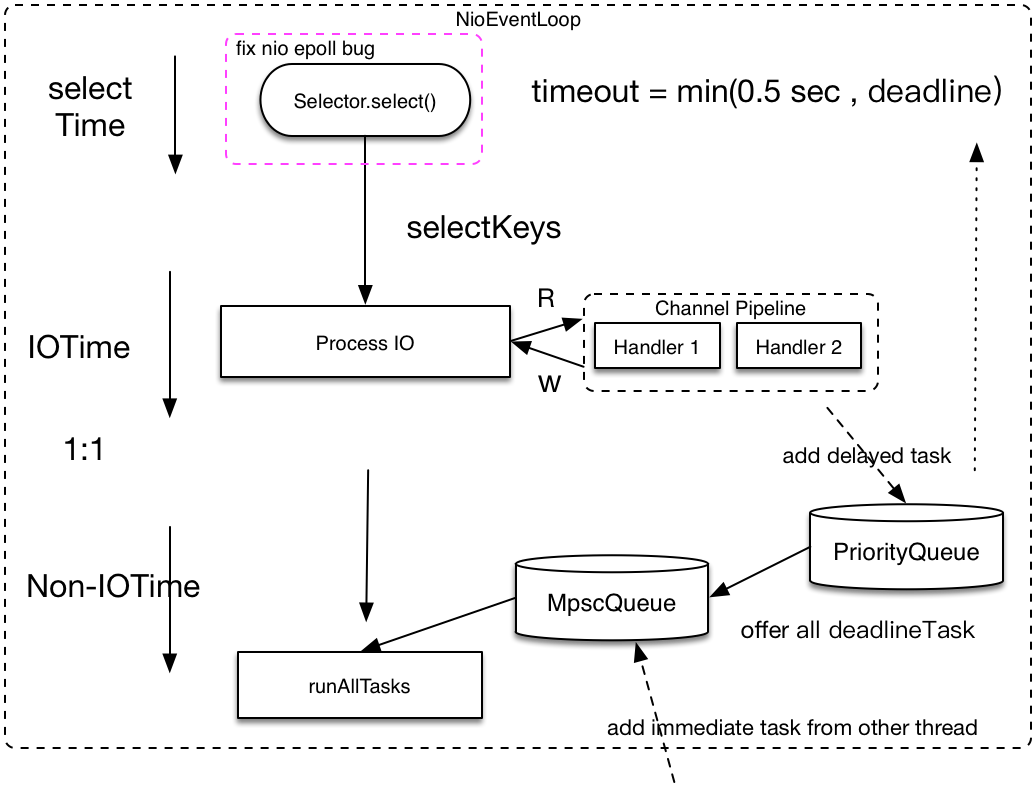 NioEventLoop
fix nio epoll bug
select
Time
Selector.select()
timeout = min(0.5 sec , deadline)
selectKeys
IOTime
Process IO
R
W
Channel Pipeline
Handler 1
Handler 2
1:1
add delayed task
PriorityQueue
Non-IOTime
MpscQueue
offer all deadlineTask
runAllTasks
add immediate task from other thread